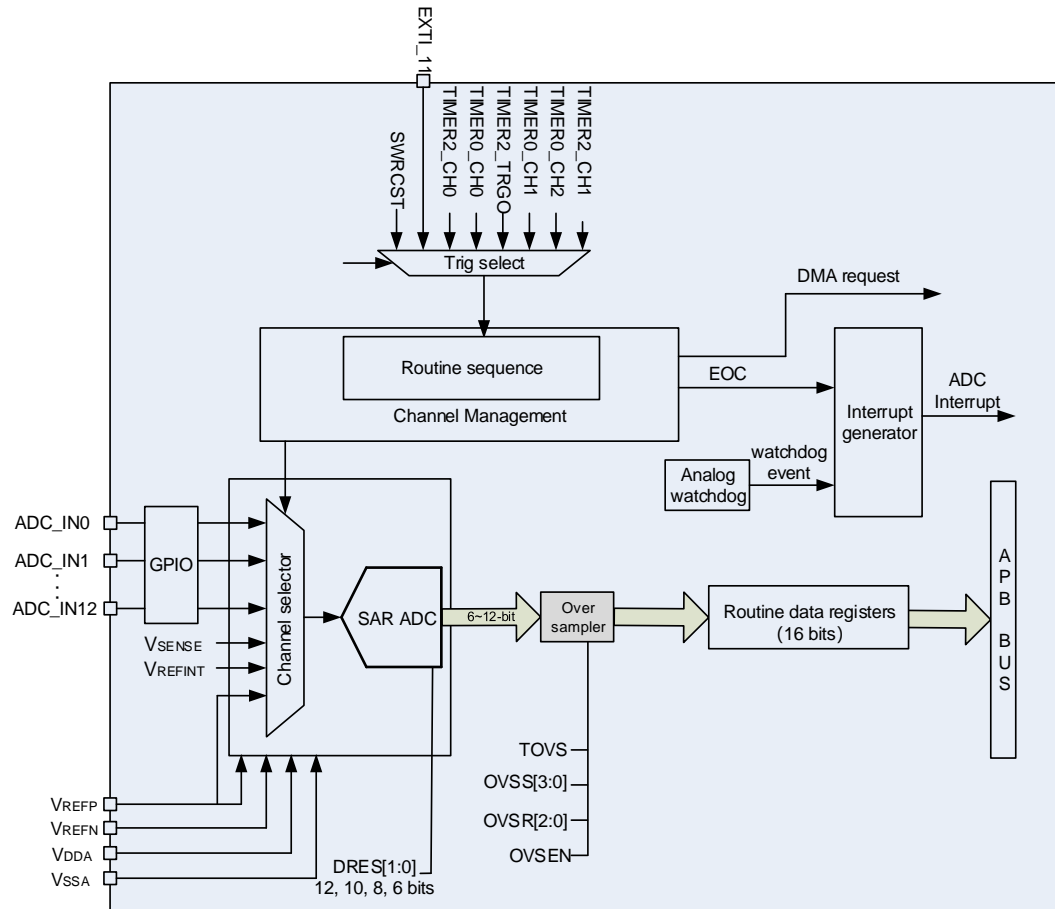 EXTI_11
SWRCST
TIMER2_CH0
TIMER0_CH0
TIMER2_TRGO
TIMER0_CH1
TIMER0_CH2
TIMER2_CH1
Trig select
DMA request
Routine sequence
Channel Management
EOC
Interrupt
generator
ADC
Interrupt
Analog
watchdog
watchdog
event
ADC_IN0
ADC_IN1
ADC_IN12
GPIO
VSENSE
VREFINT
Channel selector
SAR ADC
6~12-bit
Over
sampler
Routine data registers
(16 bits)
APB BUS
TOVS
OVSS[3:0]
OVSR[2:0]
OVSEN
VREFP
VREFN
VDDA
VSSA
DRES[1:0]
12, 10, 8, 6 bits